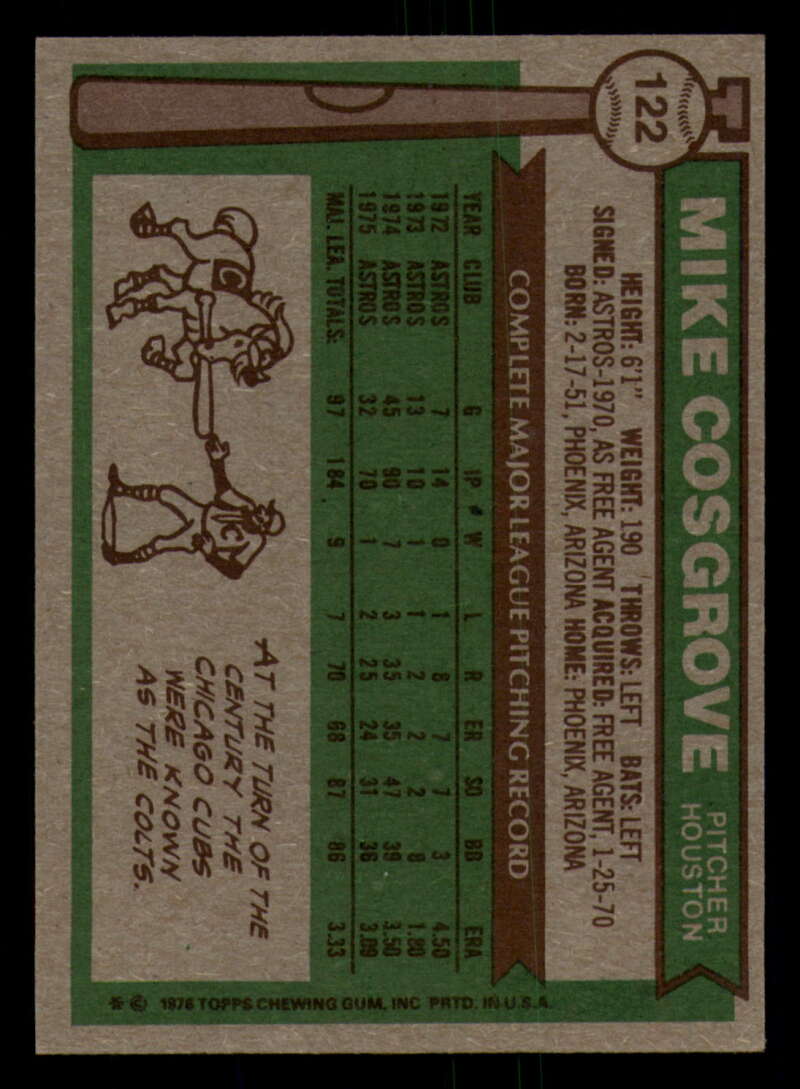 122
MIKE COSGROVE
PITCHER
HOUSTON
HEIGHT: 6'1" WEIGHT: 190 THROWS: LEFT BATS: LEFT
SIGNED: ASTROS-1970, AS FREE AGENT ACQUIRED: FREE AGENT, 1-25-70
BORN: 2-17-51, PHOENIX, ARIZONA HOME: PHOENIX, ARIZONA
COMPLETE MAJOR LEAGUE PITCHING RECORD
YEAR CLUB G IP # W L R ER SO BB ERA
1972 ASTROS 7 14 0 1 8 7 7 3 4.50
1973 ASTROS 13 10 1 1 2 2 2 8 1.80
1974 ASTROS 45 90 7 3 35 35 47 39 3.50
1975 ASTROS 32 70 1 2 25 24 31 36 3.09
MAJ. LEA. TOTALS: 97 184 9 7 70 68 87 86 3.33
C
C
AT THE TURN OF THE
CENTURY THE
CHICAGO CUBS
WERE KNOWN
AS THE COLTS.
* © 1976 TOPPS CHEWING GUM, INC PRTD. IN U.S.A.